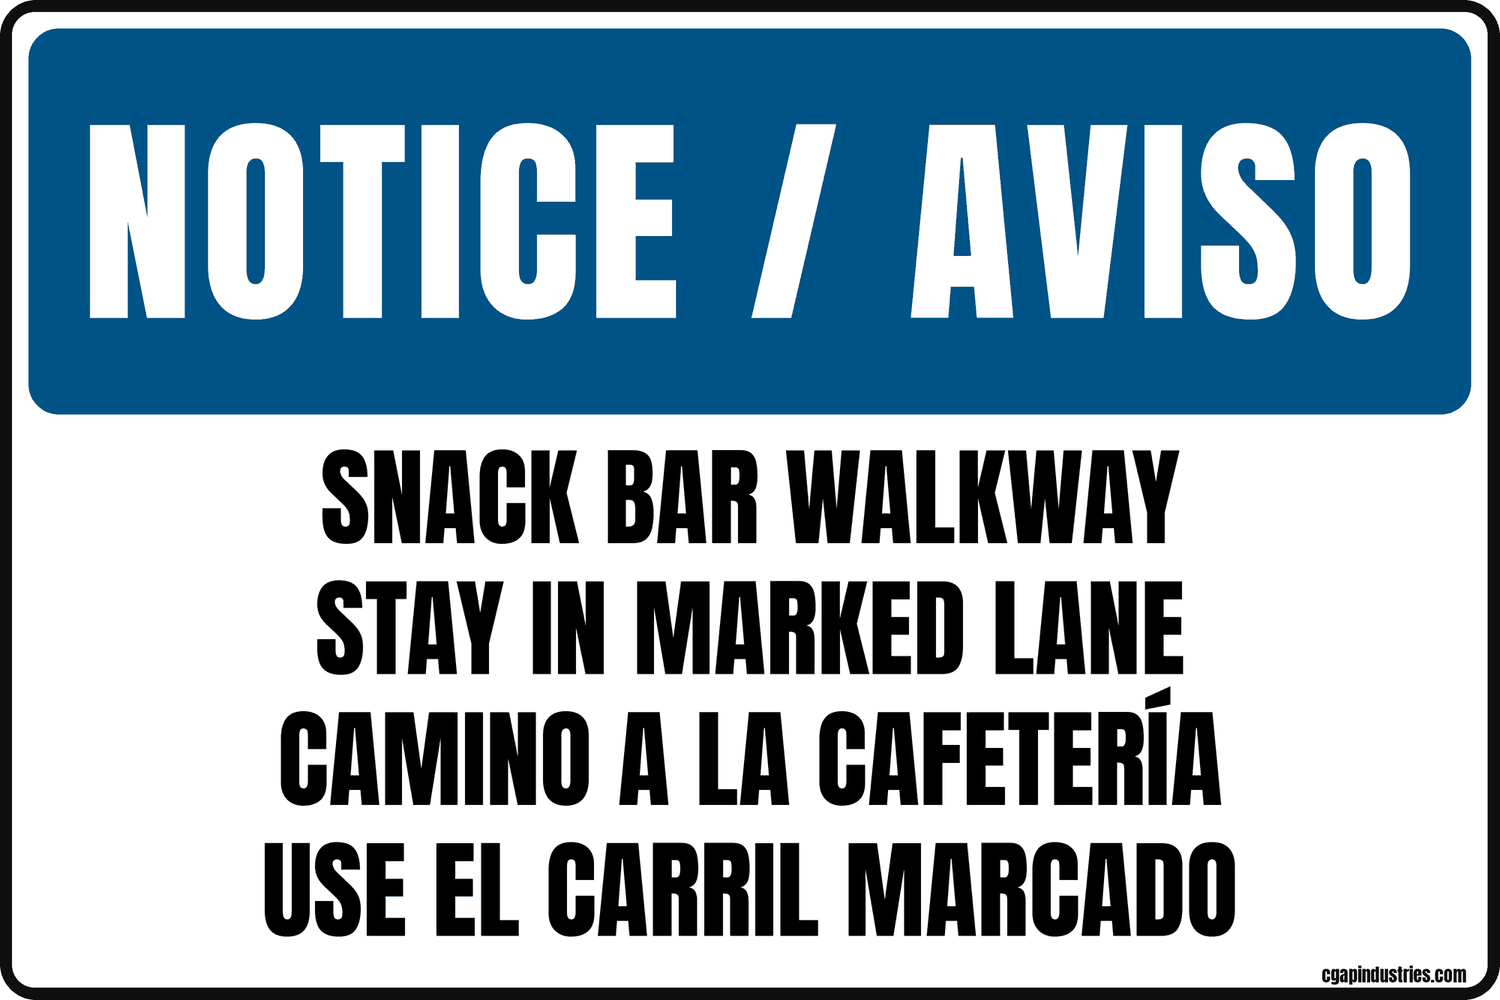 NOTICE / AVISO
SNACK BAR WALKWAY
STAY IN MARKED LANE
CAMINO A LA CAFETERÍA
USE EL CARRIL MARCADO
cgapindustries.com